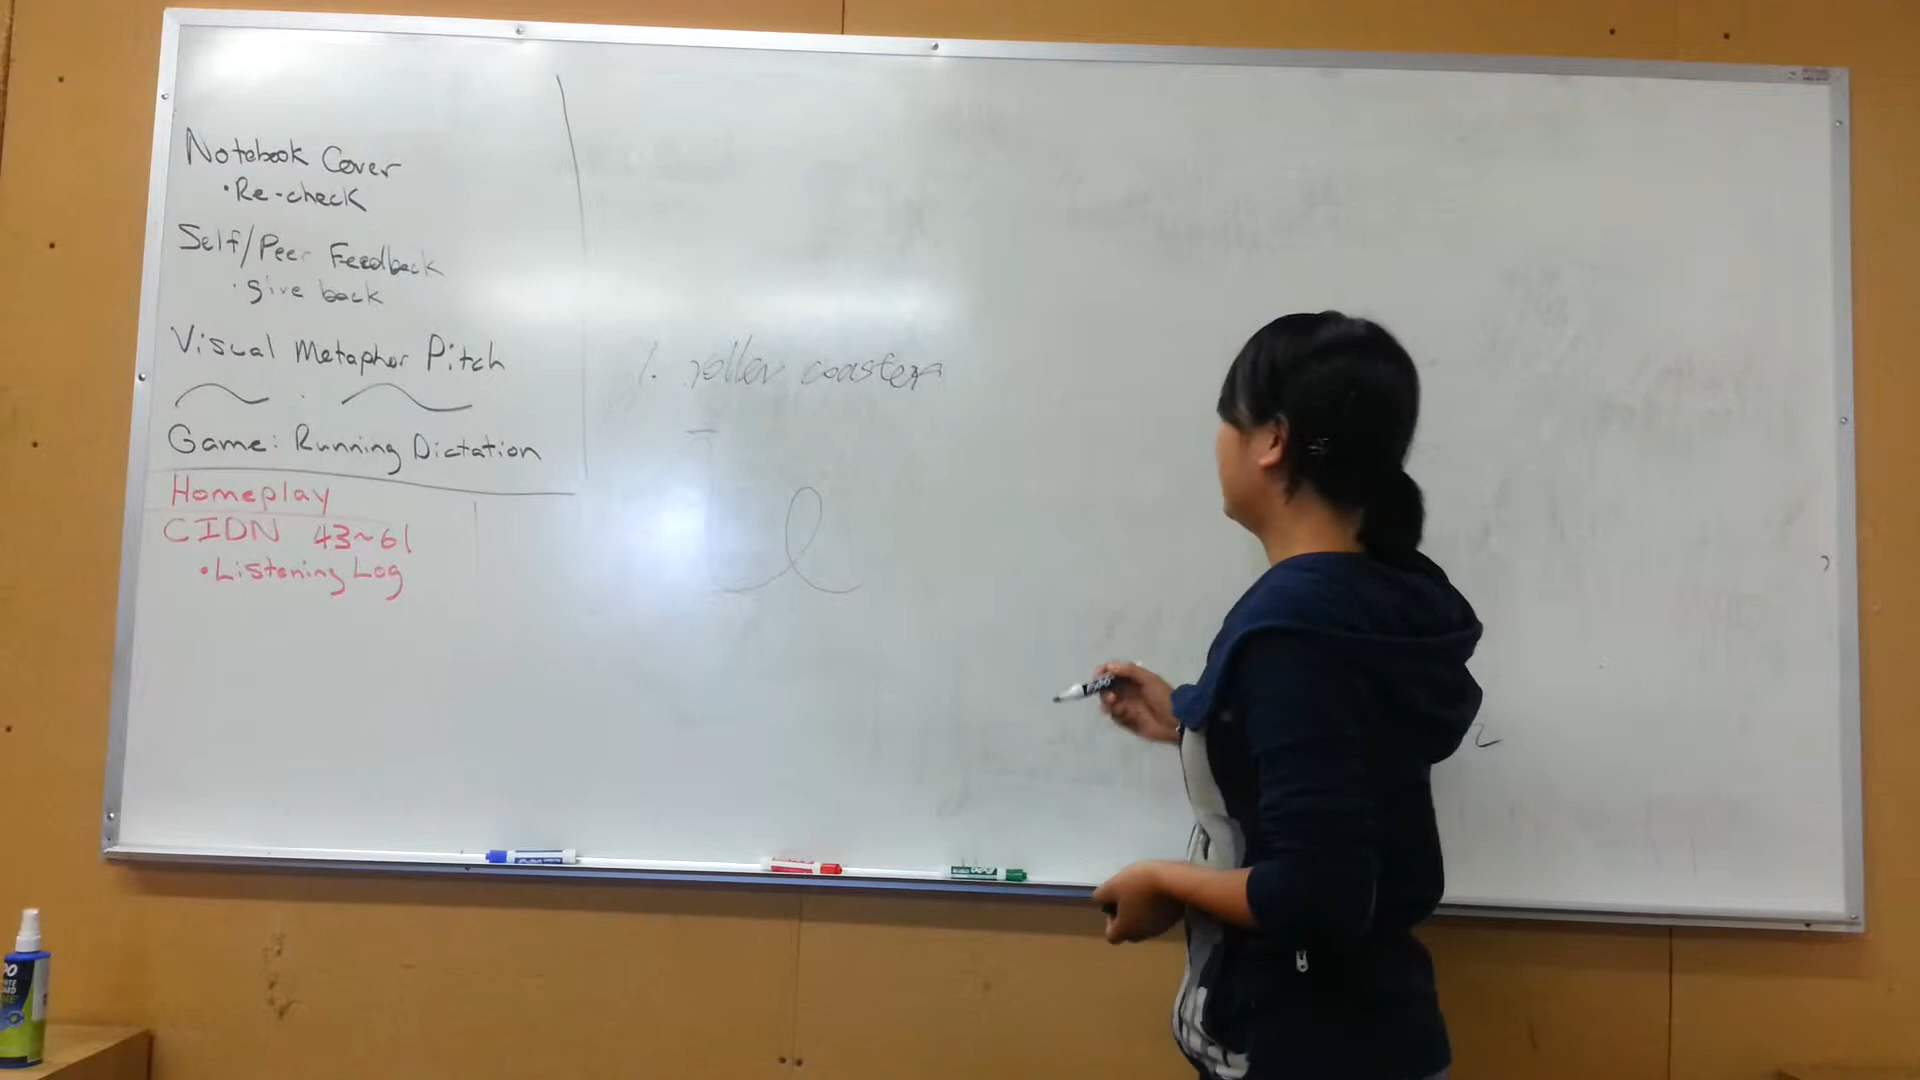 Notebook Cover
• Re-check
Self/Peer Feedback
• give back
Visual Metaphor Pitch
Game: Running Dictation
Homeplay
CIDN 43~61
• Listening Log
1. roller coaster